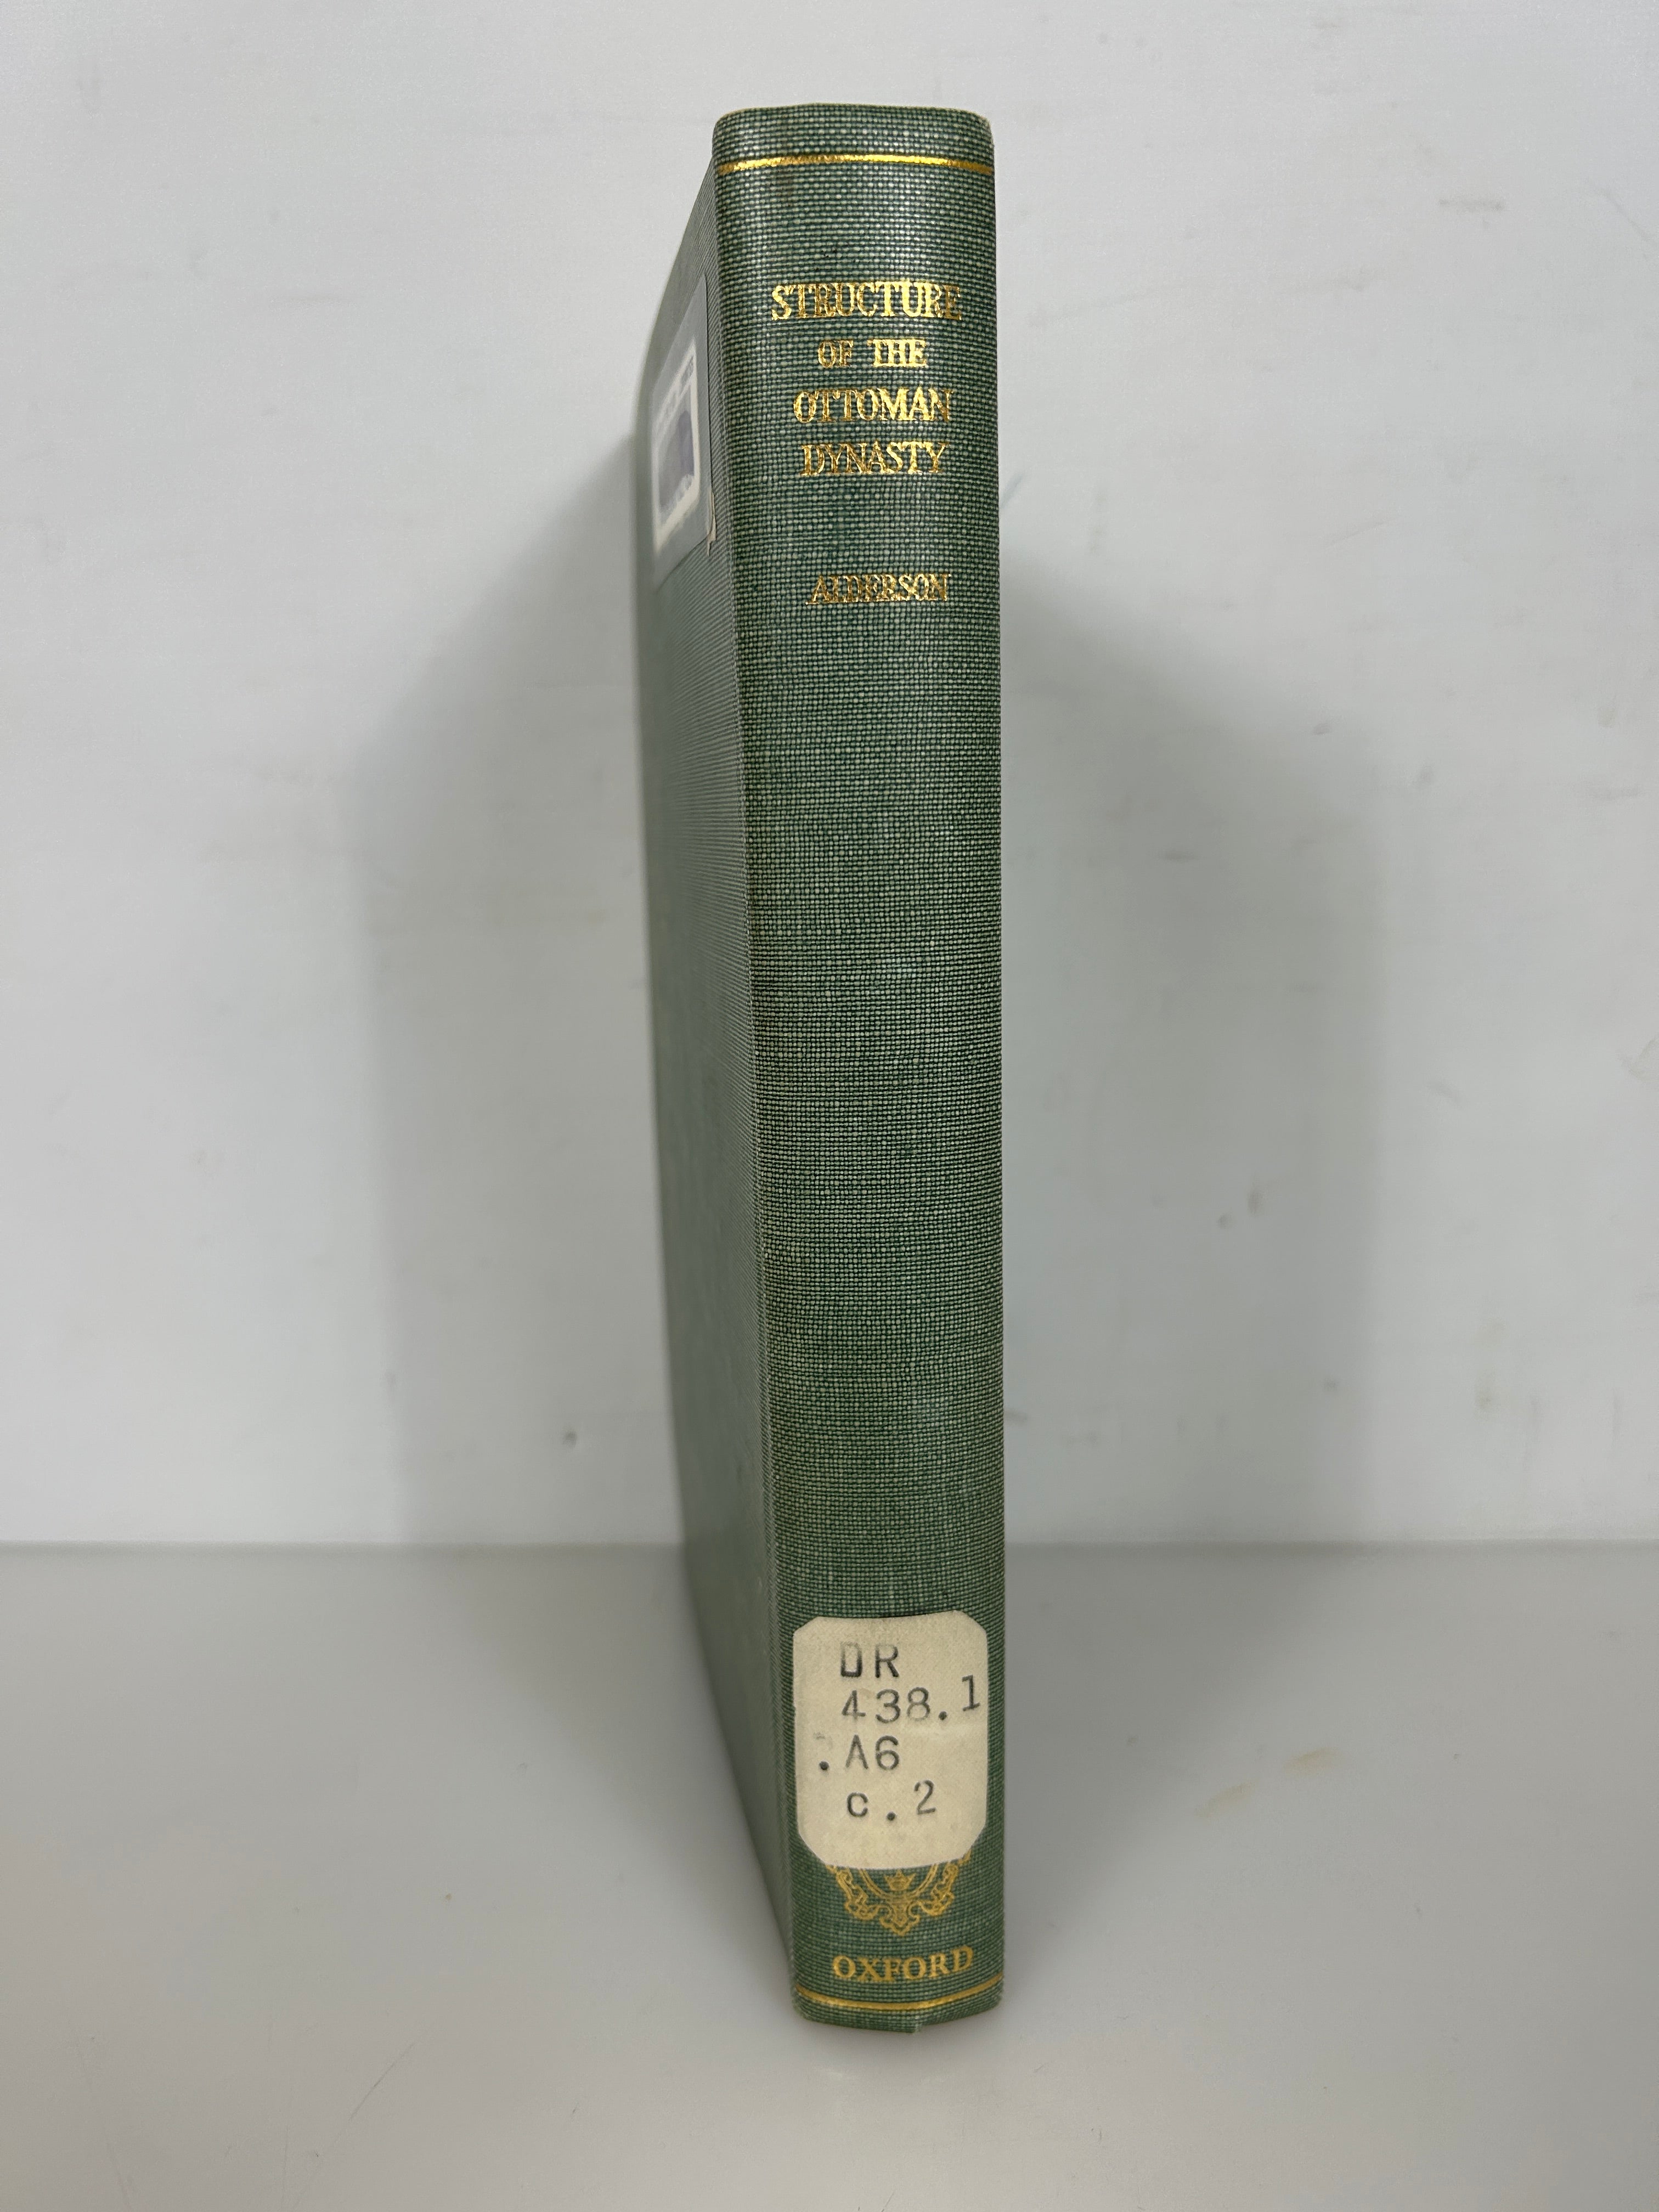 STRUCTURE
OF THE
OTTOMAN
DYNASTY
ALDERSON
DR
438.1
.A6
c.2
OXFORD